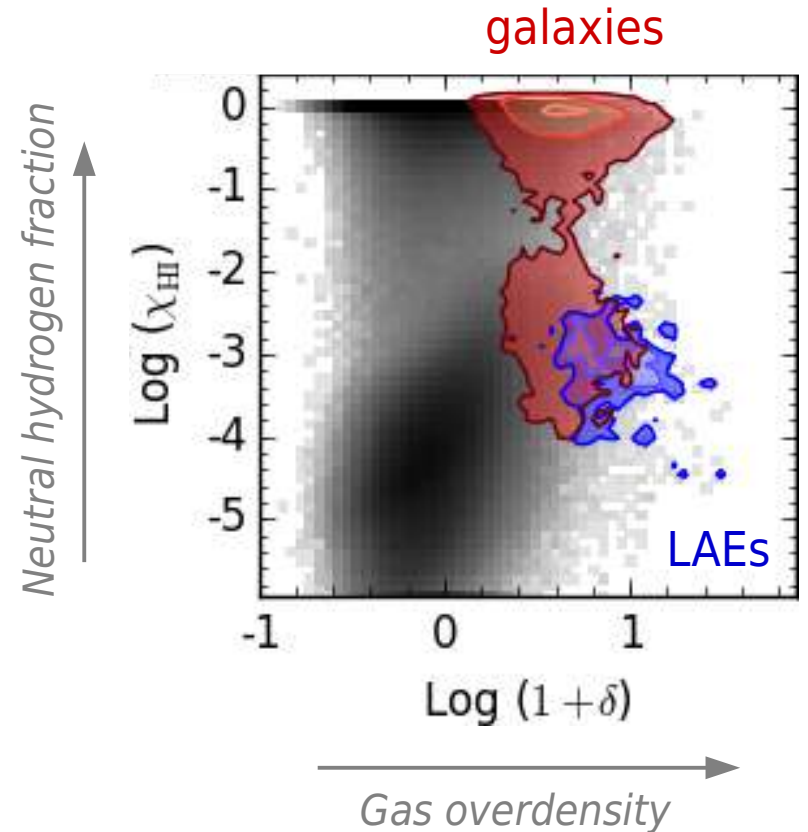 galaxies
Neutral hydrogen fraction
Log (χHI)
0
-1
-2
-3
-4
-5
LAEs
-1
0
1
Log (1+δ)
Gas overdensity